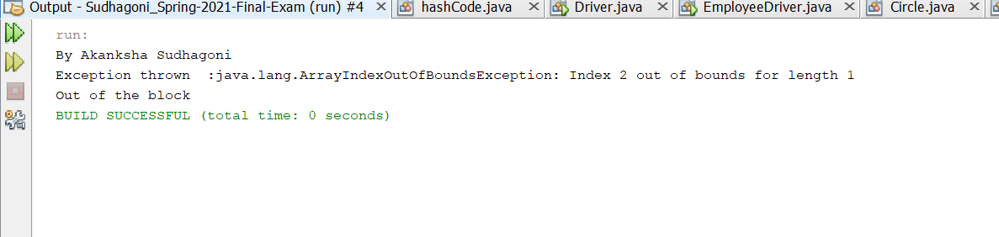 Output - Sudhagoni_Spring-2021-Final-Exam (run) #4 hashCode.java Driver.java EmployeeDriver.java Circle.java
run:
By Akanksha Sudhagoni
Exception thrown  :java.lang.ArrayIndexOutOfBoundsException: Index 2 out of bounds for length 1
Out of the block
BUILD SUCCESSFUL (total time: 0 seconds)